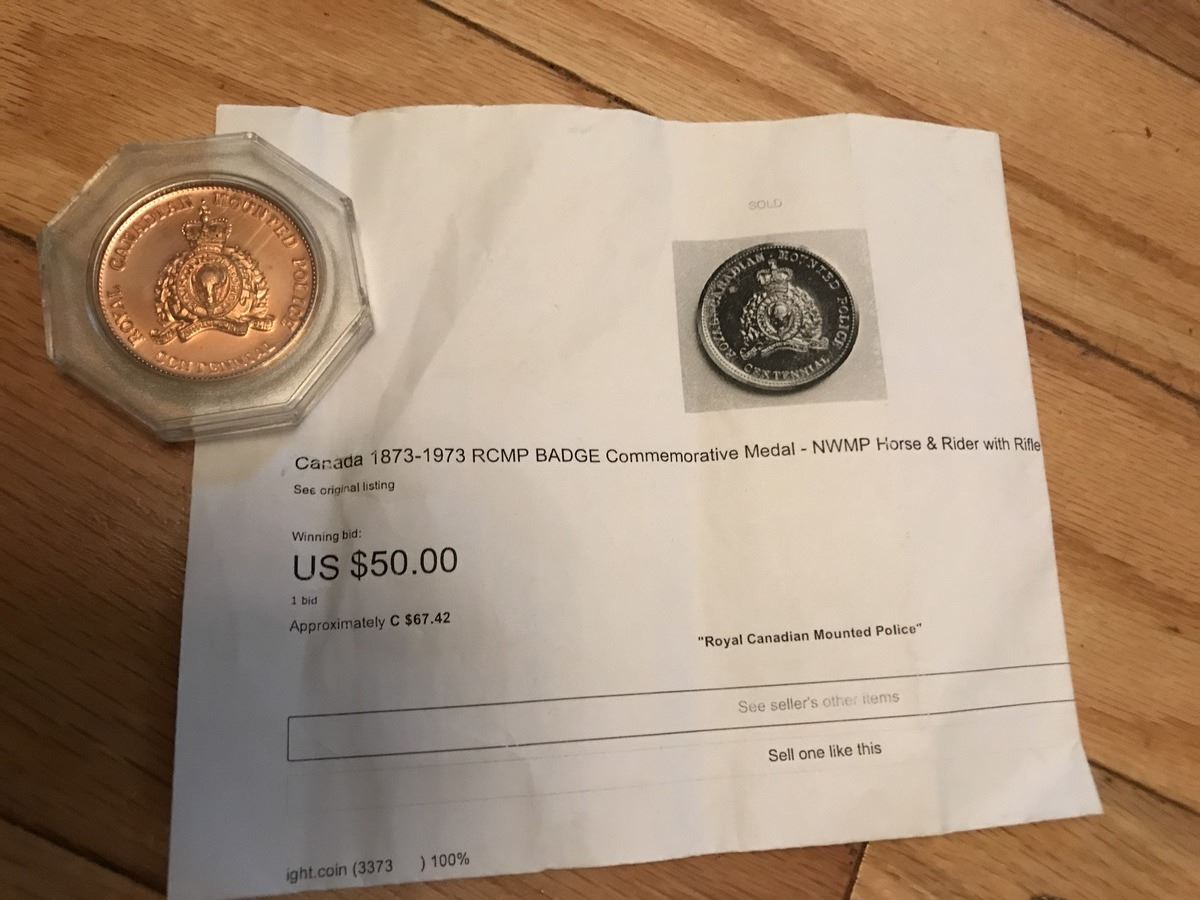 ROYAL CANADIAN MOUNTED POLICE
CENTENNIAL
SOLD
ROYAL CANADIAN MOUNTED POLICE
CENTENNIAL
Canada 1873-1973 RCMP BADGE Commemorative Medal - NWMP Horse & Rider with Rifle
See original listing
Winning bid:
US $50.00
1 bid
Approximately C $67.42
"Royal Canadian Mounted Police"
See seller's other items
Sell one like this
ight.coin (3373 ) 100%